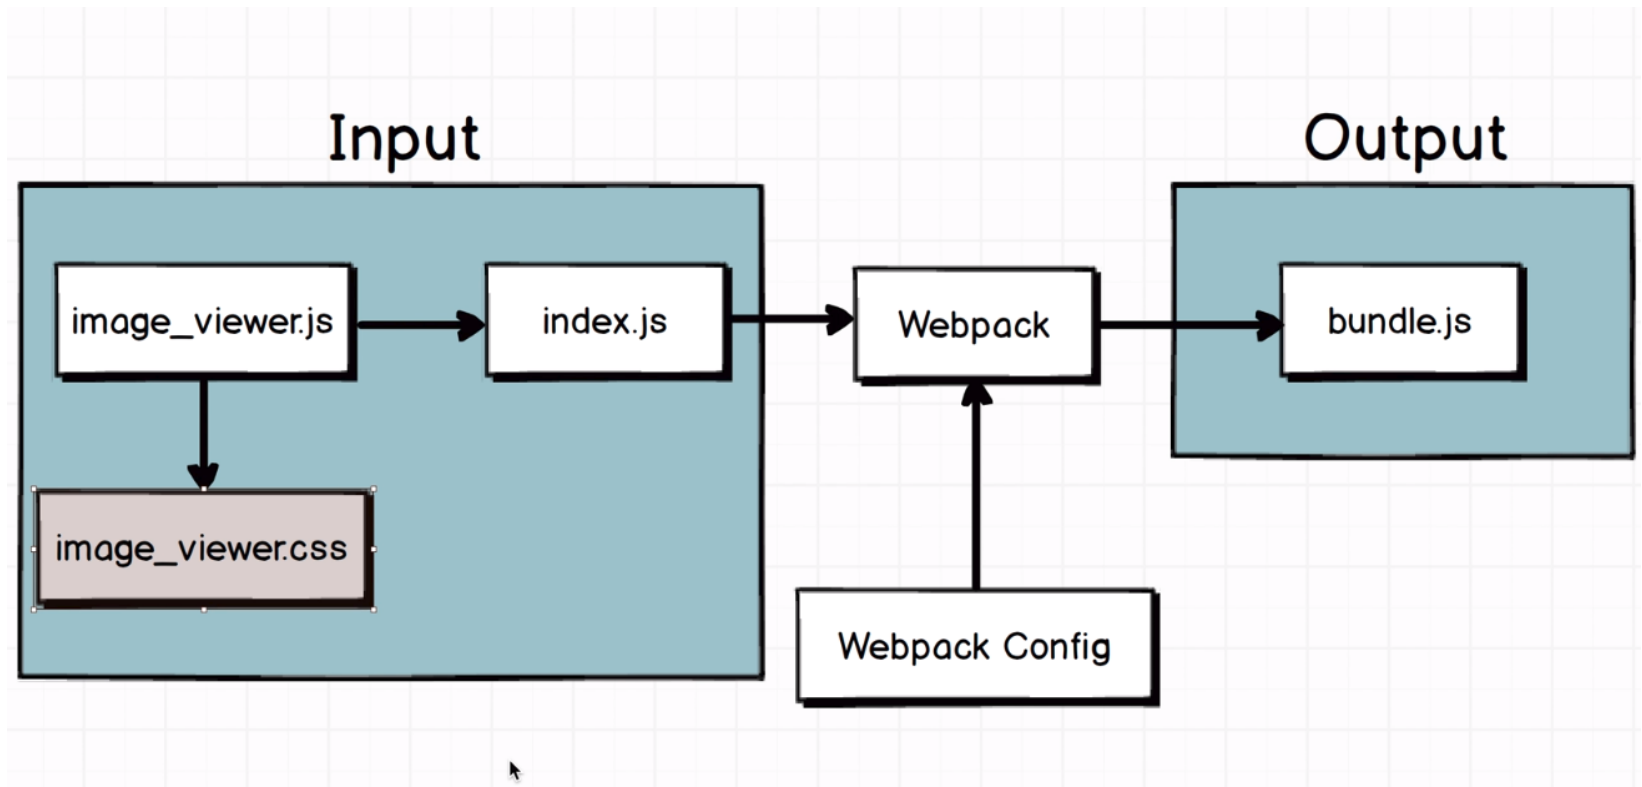 Input
Output
image_viewer.js
index.js
Webpack
bundle.js
image_viewer.css
Webpack Config